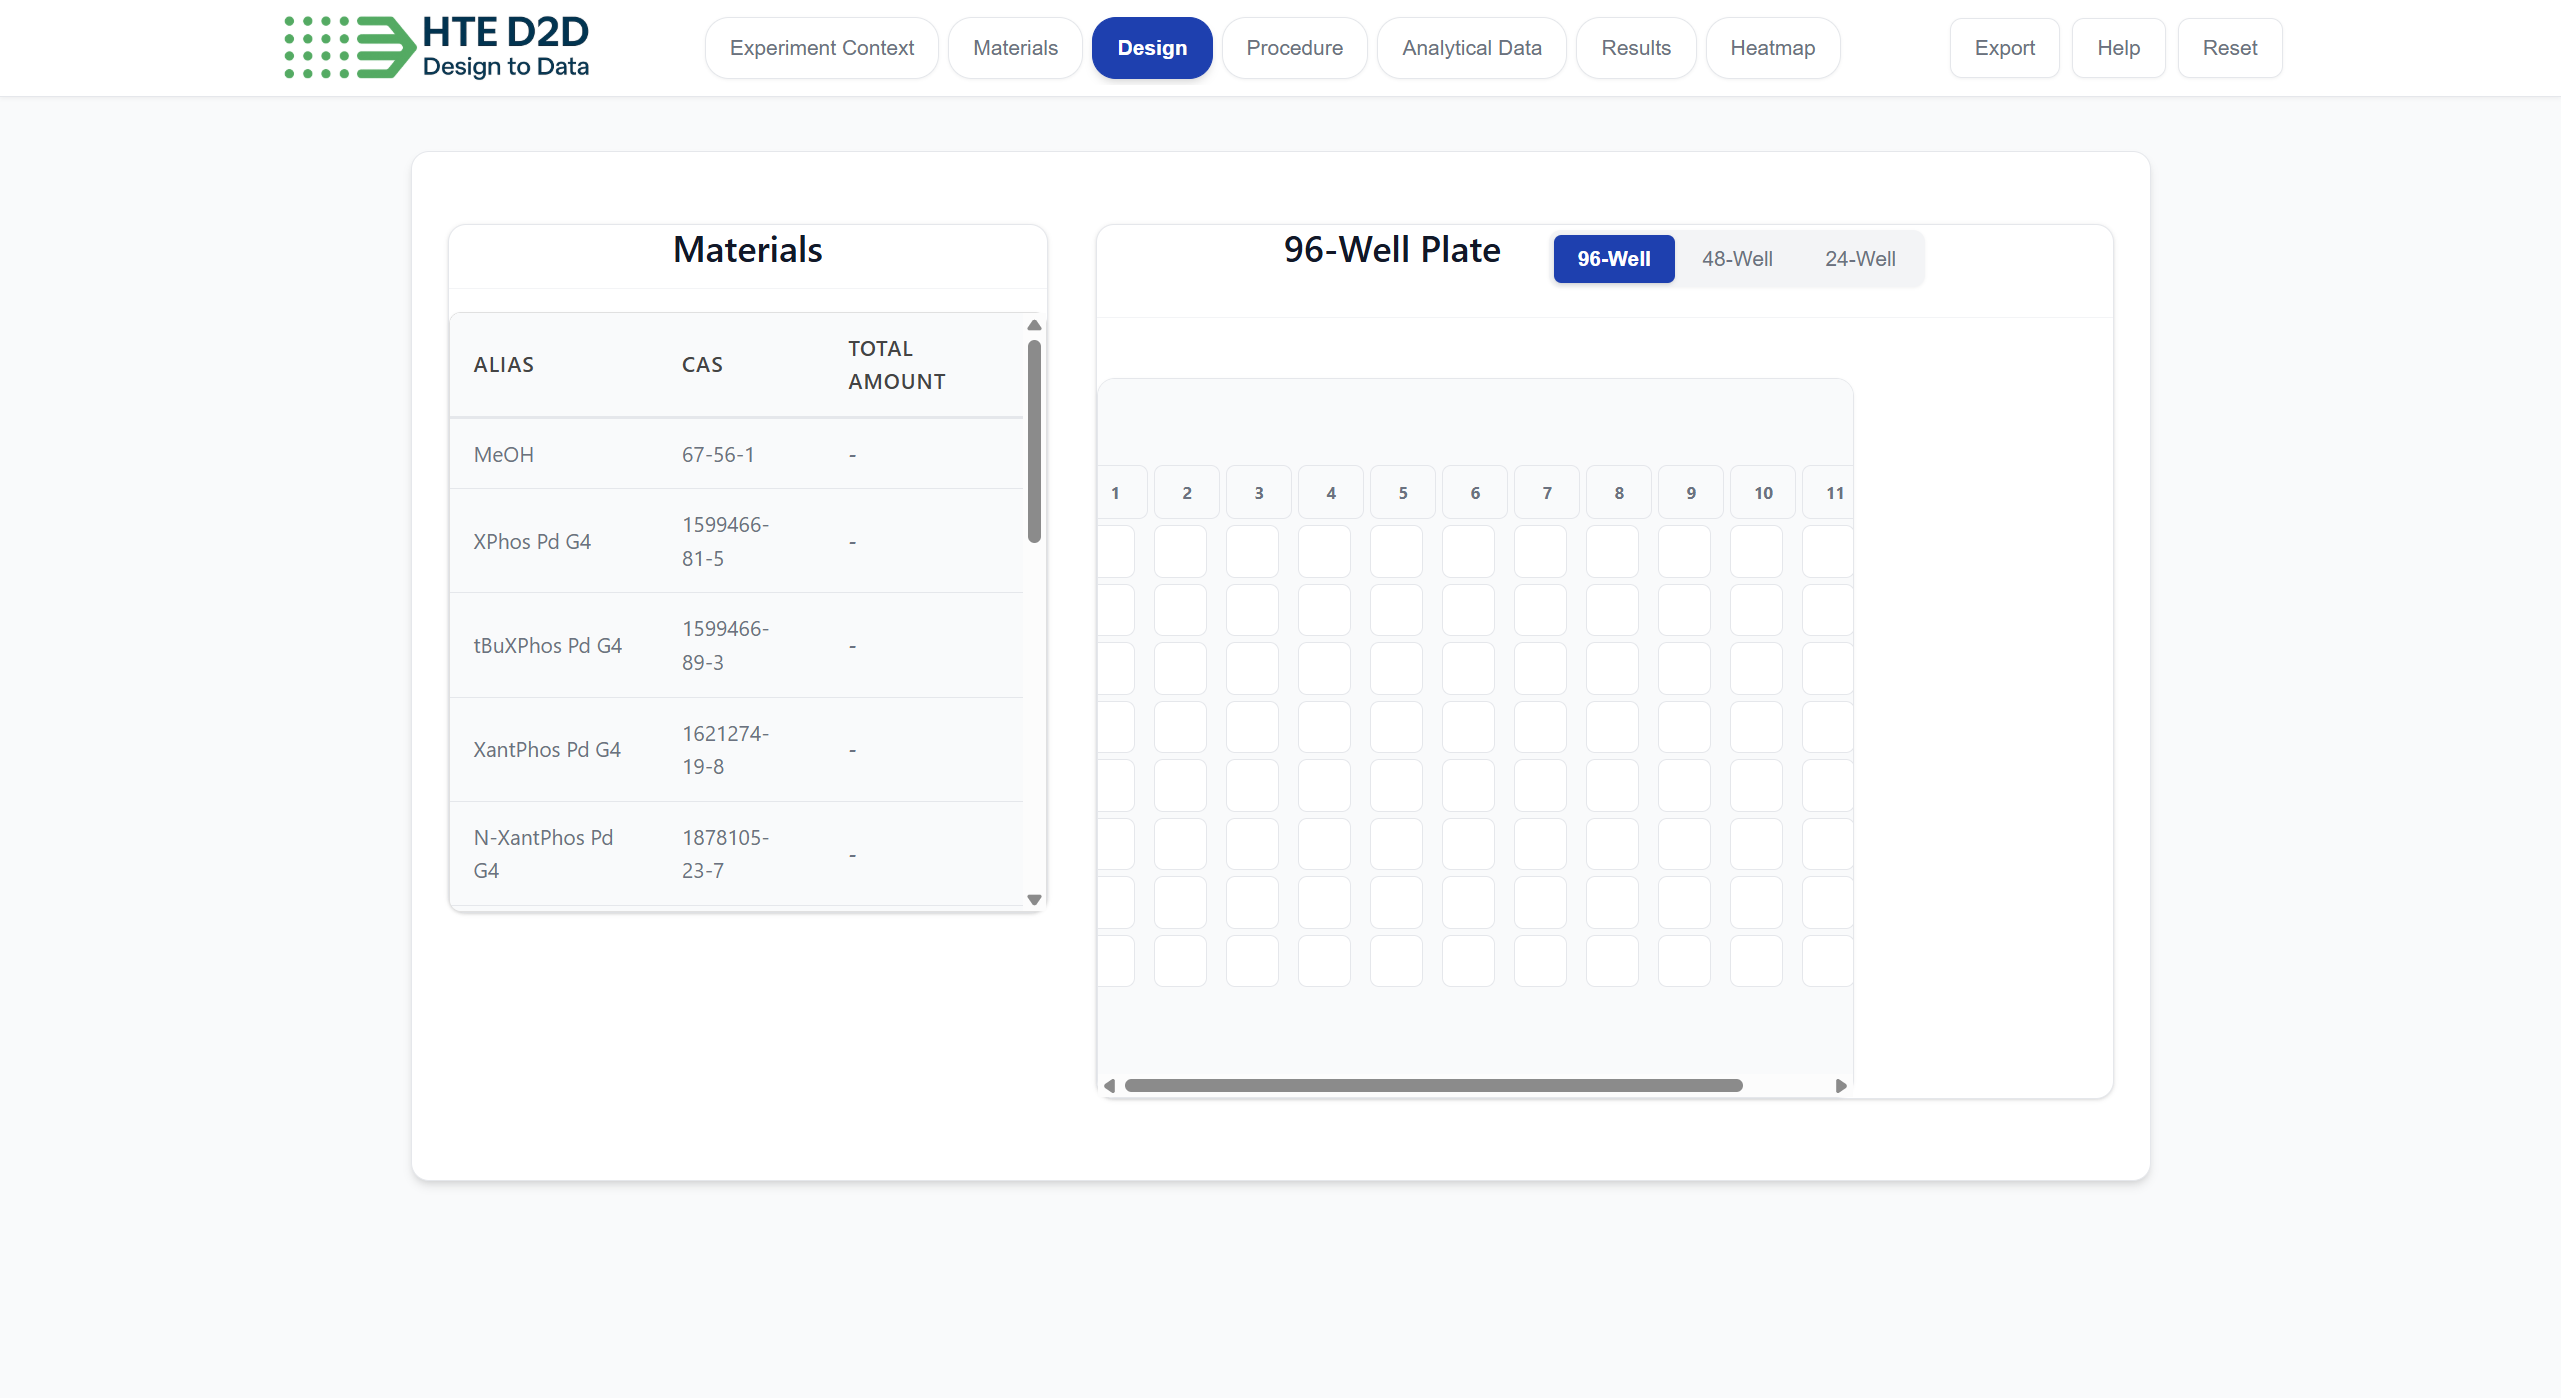 HTE D2D
Design to Data
Experiment Context
Materials
Design
Procedure
Analytical Data
Results
Heatmap
Export
Help
Reset
Materials
ALIAS CAS TOTAL AMOUNT
MeOH 67-56-1 -
XPhos Pd G4 1599466-81-5 -
tBuXPhos Pd G4 1599466-89-3 -
XantPhos Pd G4 1621274-19-8 -
N-XantPhos Pd G4 1878105-23-7 -
96-Well Plate
96-Well 48-Well 24-Well
1 2 3 4 5 6 7 8 9 10 11